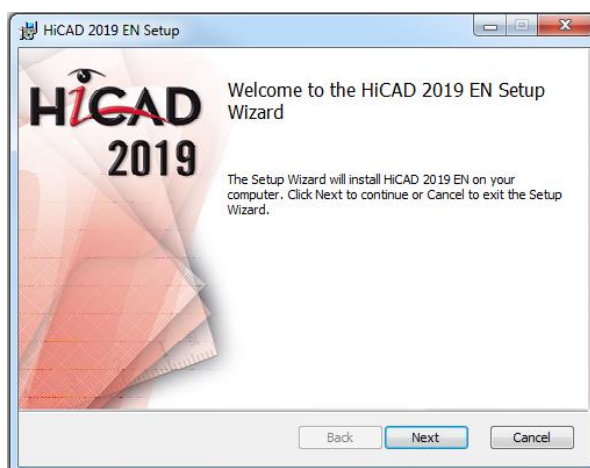 HiCAD 2019 EN Setup
HiCAD
2019
Welcome to the HiCAD 2019 EN Setup
Wizard
The Setup Wizard will install HiCAD 2019 EN on your
computer. Click Next to continue or Cancel to exit the Setup
Wizard.
Back
Next
Cancel